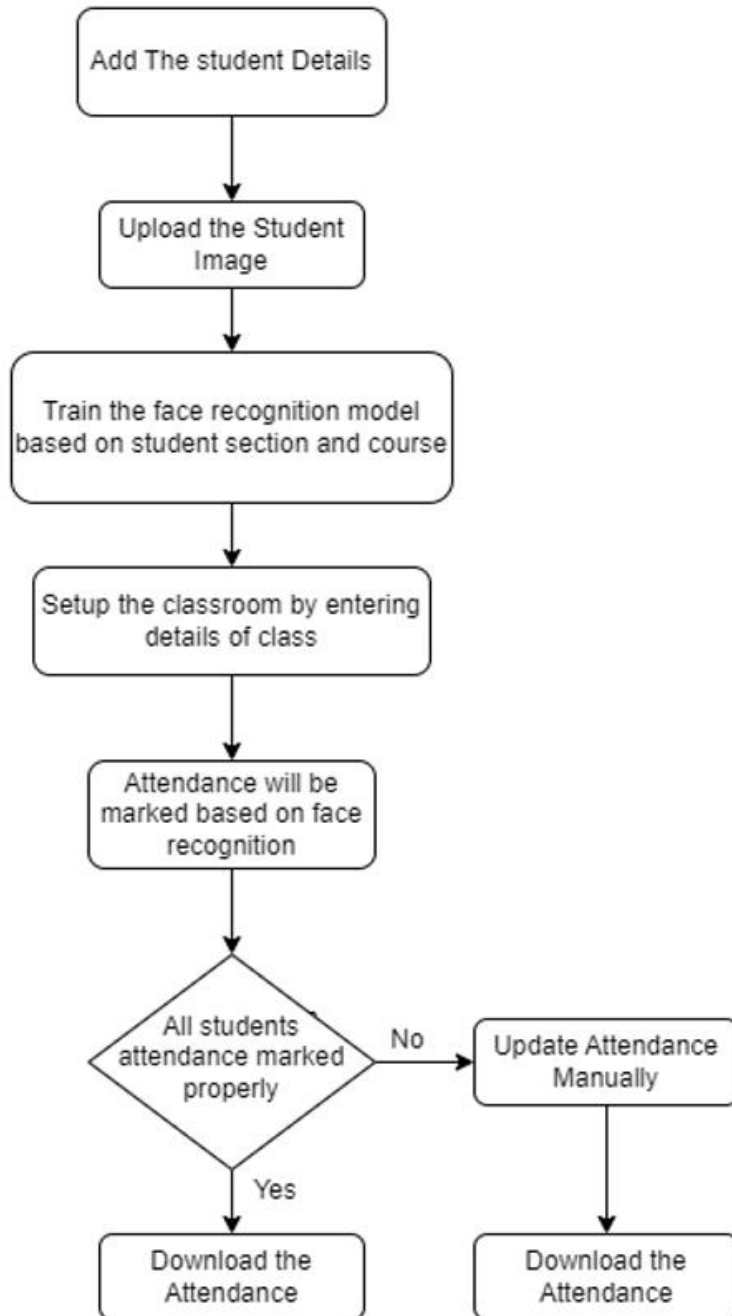 Add The student Details
Upload the Student
Image
Train the face recognition model
based on student section and course
Setup the classroom by entering
details of class
Attendance will be
marked based on face
recognition
All students
attendance marked
properly
No
Update Attendance
Manually
Yes
Download the
Attendance
Download the
Attendance